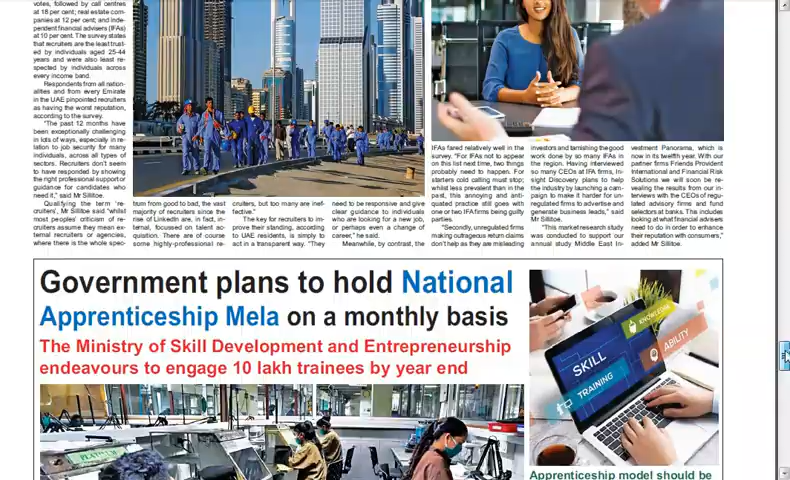 votes, followed by call centres
at 18 per cent; real estate com-
panies at 12 per cent; and inde-
pendent financial advisers (IFAs)
at 10 per cent. The survey states
that recruiters are the least trust-
ed by individuals aged 25-44
years and were also least re-
spected by individuals across
every income band.
Respondents from all nation-
alities and from every Emirate
in the UAE pinpointed recruiters
as having the worst reputation,
according to the survey.
"The past 12 months have
been exceptionally challenging
in lots of ways, especially in re-
lation to job security for many
individuals, across all types of
sectors. Recruiters don't seem
to have responded by showing
the right professional support or
guidance for candidates who
need it," said Mr Sillitoe.
Qualifying the term 're-
cruiters', Mr Sillitoe said "whilst
most peoples' criticism of re-
cruiters assume they mean ex-
ternal recruiters or agencies,
where there is the whole spec-
trum from good to bad, the vast
majority of recruiters since the
rise of LinkedIn are, in fact, in-
ternal, focussed on talent ac-
quisition. There are of course
some highly-professional re-
cruiters, but too many are inef-
fective."
The key for recruiters to im-
prove their standing, according
to UAE residents, is simply to
act in a transparent way. "They
need to be responsive and give
clear guidance to individuals
who are looking for a new job,
or perhaps even a change of
career," he said.
Meanwhile, by contrast, the
IFAs fared relatively well in the
survey. "For IFAs not to appear
on this list next time, two things
probably need to happen. For
starters cold calling must stop;
whilst less prevalent than in the
past, this annoying and anti-
quated practice still goes with
one or two IFA firms being guilty
parties.
"Secondly, unregulated firms
making outrageous return claims
don't help as they are misleading
investors and tarnishing the good
work done by so many IFAs in
the region. Having interviewed
so many CEOs at IFA firms, In-
sight Discovery plans to help
the industry by launching a cam-
paign to make it harder for un-
regulated firms to advertise and
generate business leads," said
Mr Sillitoe.
"This market research study
was conducted to support our
annual study Middle East In-
vestment Panorama, which is
now in its twelfth year. With our
partner firms Friends Provident
International and Financial Risk
Solutions we will soon be re-
vealing the results from our in-
terviews with the CEOs of regu-
lated advisory firms and fund
selectors at banks. This includes
looking at what financial advisers
need to do in order to enhance
their reputation with consumers,"
added Mr Sillitoe.
Government plans to hold National
Apprenticeship Mela on a monthly basis
The Ministry of Skill Development and Entrepreneurship
endeavours to engage 10 lakh trainees by year end
KNOWLEDGE
ABILITY
SKILL
TRAINING
Apprenticeship model should be